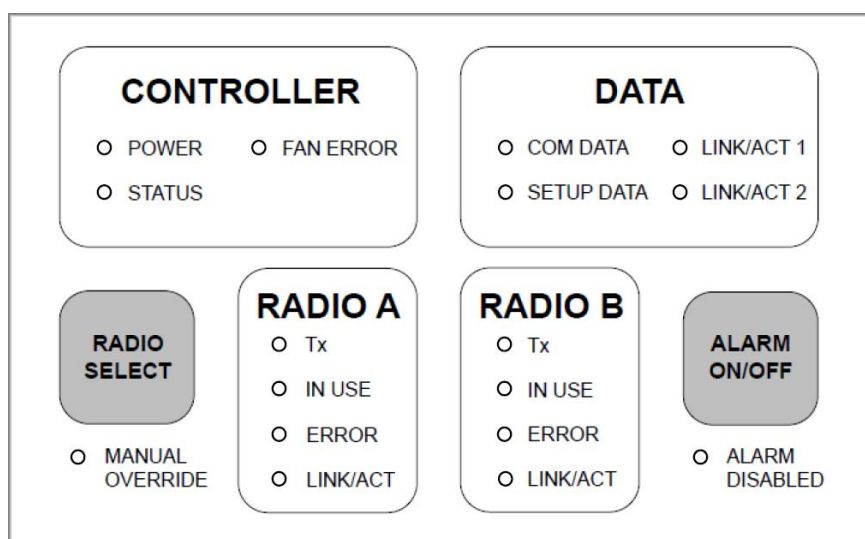 CONTROLLER
POWER
FAN ERROR
STATUS
DATA
COM DATA
LINK/ACT 1
SETUP DATA
LINK/ACT 2
RADIO
SELECT
MANUAL
OVERRIDE
RADIO A
Tx
IN USE
ERROR
LINK/ACT
RADIO B
Tx
IN USE
ERROR
LINK/ACT
ALARM
ON/OFF
ALARM
DISABLED